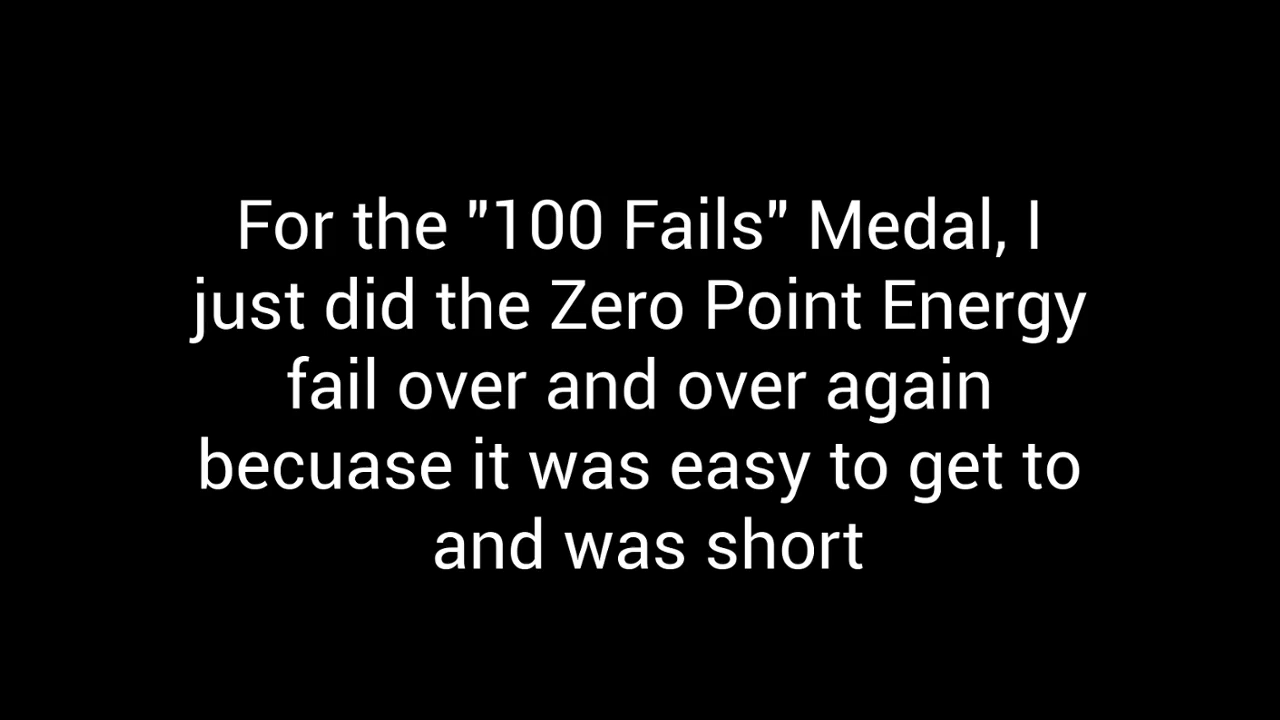 For the "100 Fails" Medal, I
just did the Zero Point Energy
fail over and over again
becuase it was easy to get to
and was short